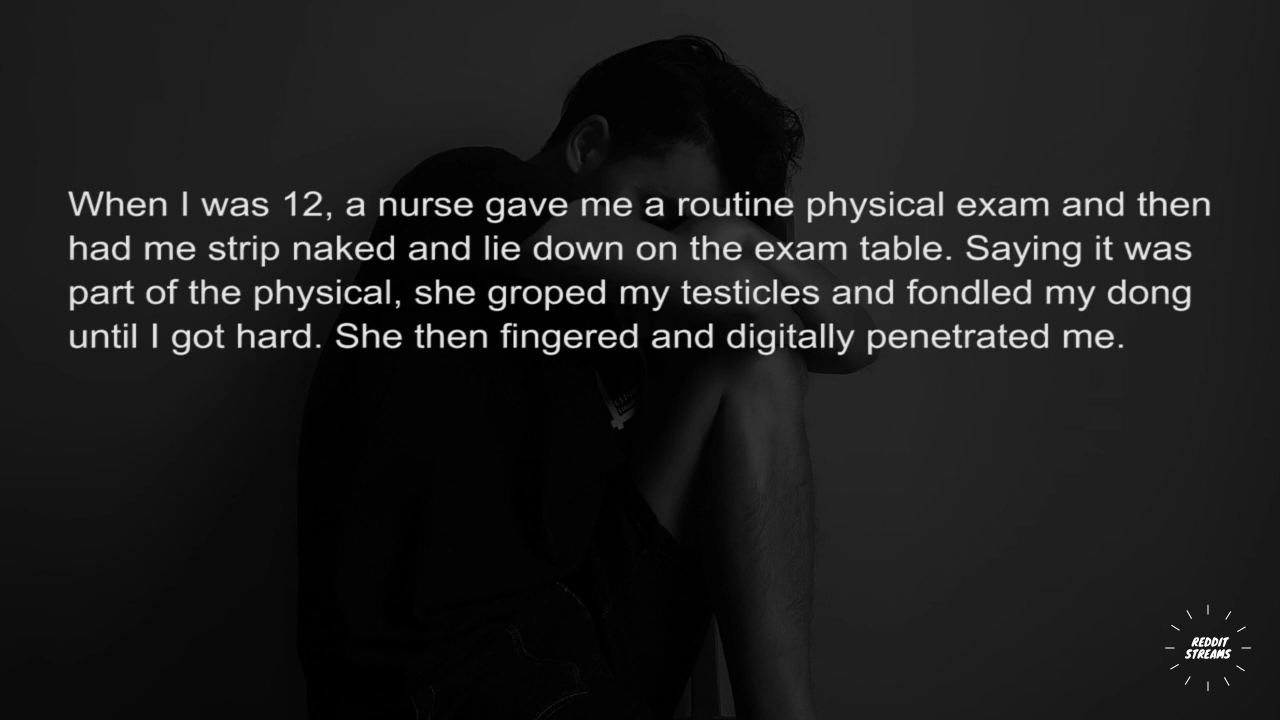 When I was 12, a nurse gave me a routine physical exam and then
had me strip naked and lie down on the exam table. Saying it was
part of the physical, she groped my testicles and fondled my dong
until I got hard. She then fingered and digitally penetrated me.
REDDIT
STREAMS